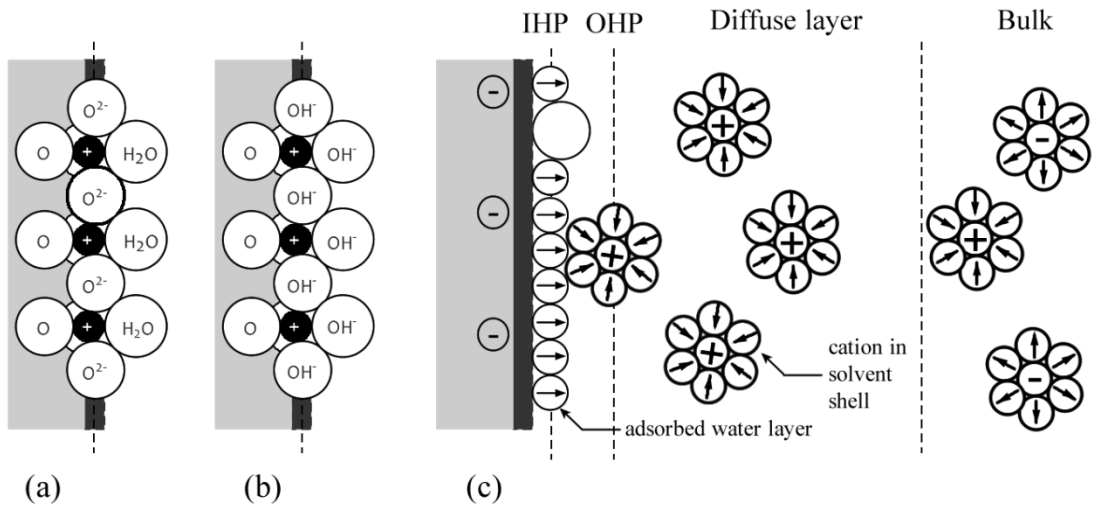 IHP OHP Diffuse layer Bulk
O²⁻
O + H₂O
O²⁻
O + H₂O
O²⁻
O + H₂O
O²⁻
OH⁻
O + OH⁻
OH⁻
O + OH⁻
OH⁻
O + OH⁻
OH⁻
-
-
-
+
+
+
+
+
-
-
cation in
solvent
shell
adsorbed water layer
(a) (b) (c)